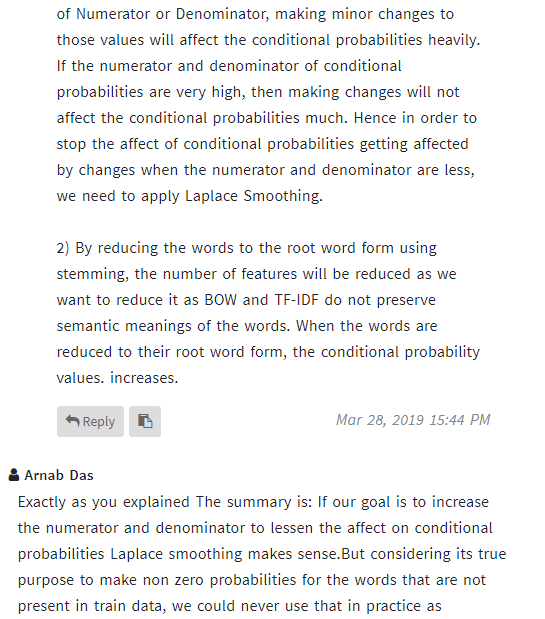 of Numerator or Denominator, making minor changes to
those values will affect the conditional probabilities heavily.
If the numerator and denominator of conditional
probabilities are very high, then making changes will not
affect the conditional probabilities much. Hence in order to
stop the affect of conditional probabilities getting affected
by changes when the numerator and denominator are less,
we need to apply Laplace Smoothing.
2) By reducing the words to the root word form using
stemming, the number of features will be reduced as we
want to reduce it as BOW and TF-IDF do not preserve
semantic meanings of the words. When the words are
reduced to their root word form, the conditional probability
values. increases.
Reply Mar 28, 2019 15:44 PM
Arnab Das
Exactly as you explained The summary is: If our goal is to increase
the numerator and denominator to lessen the affect on conditional
probabilities Laplace smoothing makes sense.But considering its true
purpose to make non zero probabilities for the words that are not
present in train data, we could never use that in practice as